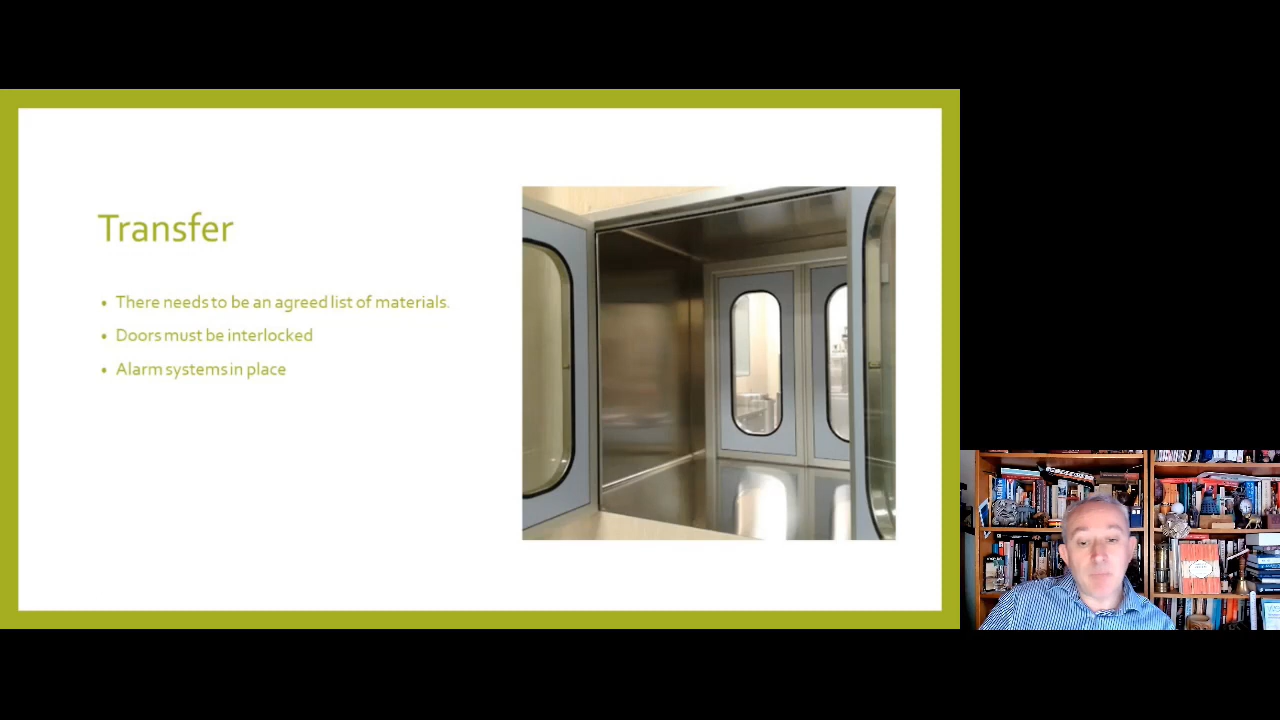 Transfer
• There needs to be an agreed list of materials.
• Doors must be interlocked
• Alarm systems in place